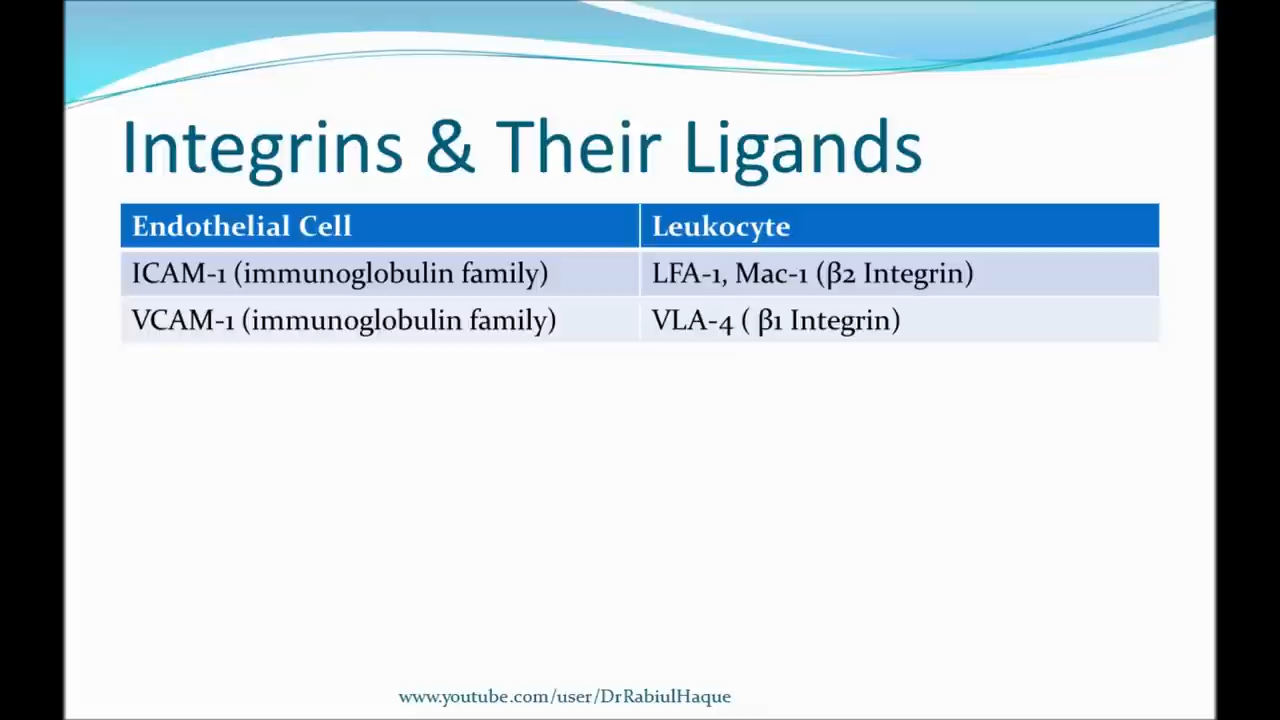 Integrins & Their Ligands
Endothelial Cell Leukocyte
ICAM-1 (immunoglobulin family) LFA-1, Mac-1 (β2 Integrin)
VCAM-1 (immunoglobulin family) VLA-4 ( β1 Integrin)
www.youtube.com/user/DrRabiulHaque